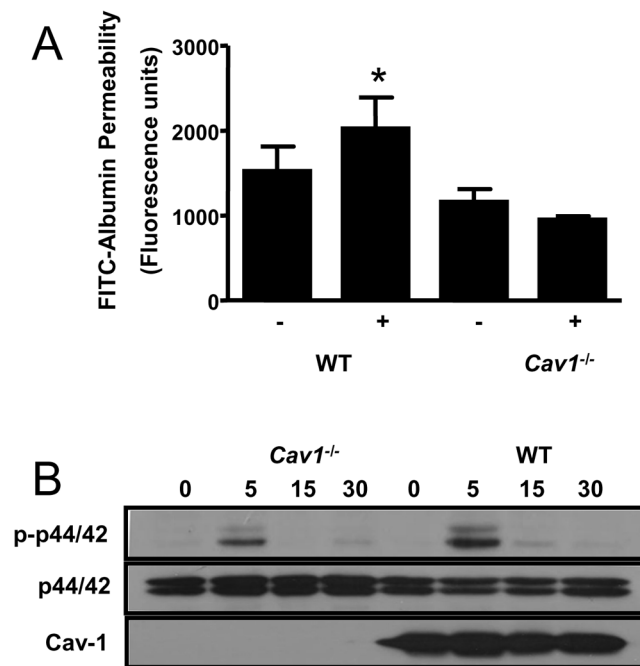 A
FITC-Albumin Permeability
(Fluorescence units)
3000
2000
1000
0
*
- + - +
WT Cav1-/-
B
Cav1-/- WT
0 5 15 30 0 5 15 30
p-p44/42
p44/42
Cav-1